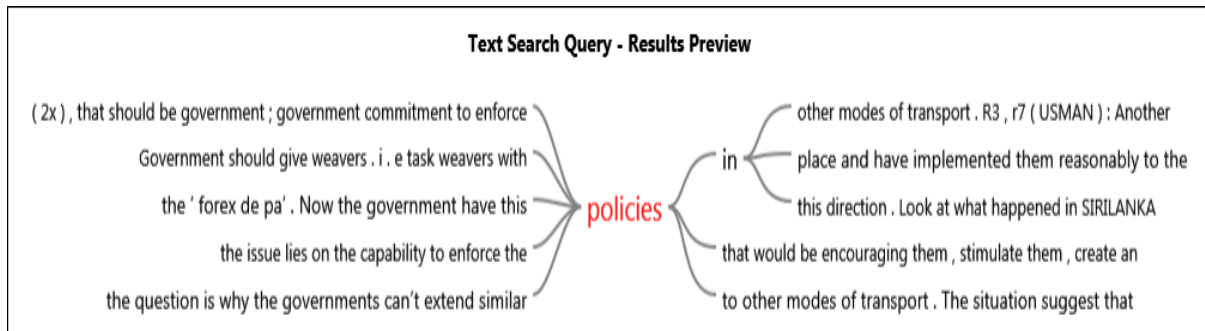 Text Search Query - Results Preview
( 2x ) , that should be government ; government commitment to enforce
Government should give weavers . i . e task weavers with
the ‘ forex de pa’ . Now the government have this
the issue lies on the capability to enforce the
the question is why the governments can’t extend similar
policies
in
other modes of transport . R3 , r7 ( USMAN ) : Another
place and have implemented them reasonably to the
this direction . Look at what happened in SIRILANKA
that would be encouraging them , stimulate them , create an
to other modes of transport . The situation suggest that